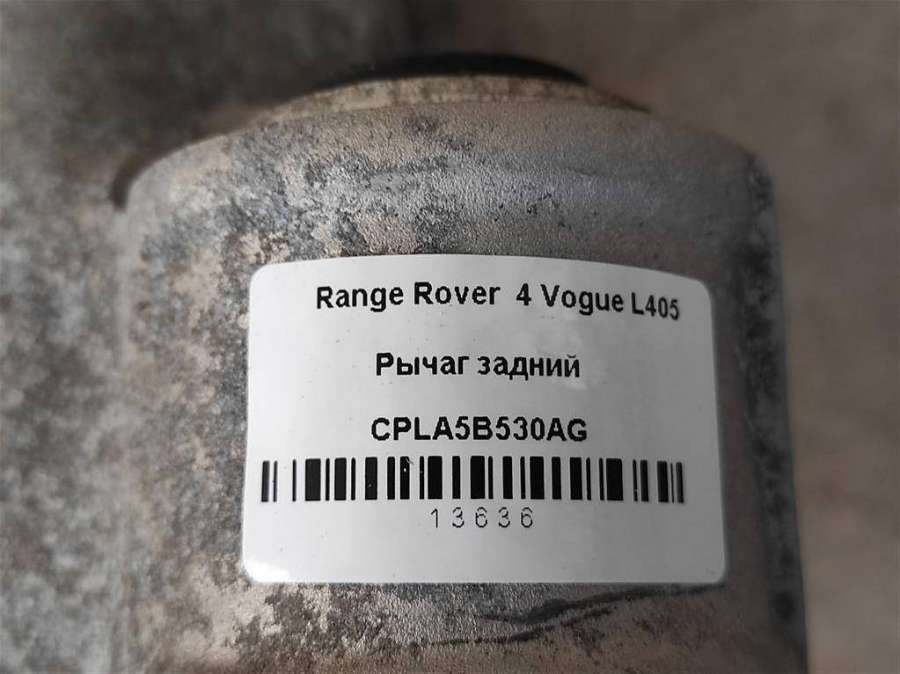 Range Rover 4 Vogue L405
Рычаг задний
CPLA5B530AG
13636